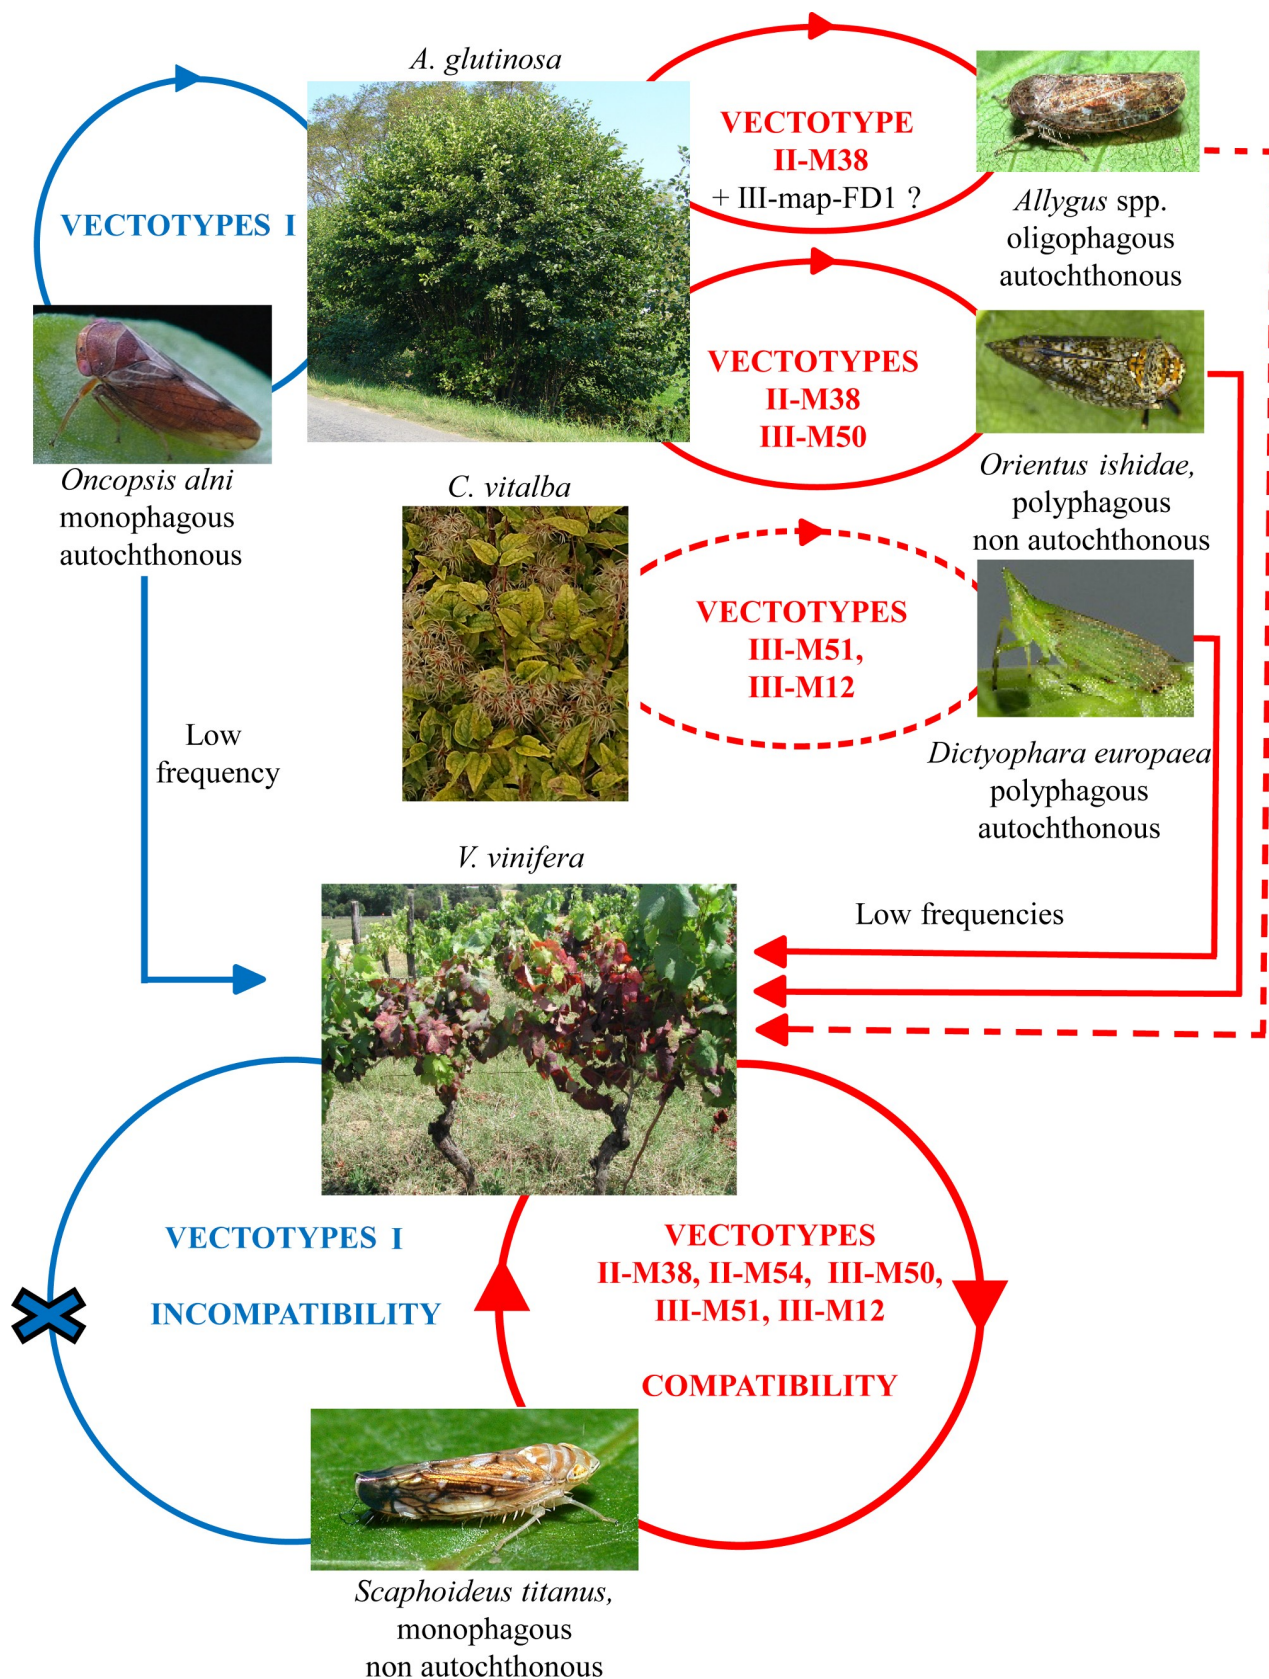 A. glutinosa
VECTOTYPES I
VECTOTYPE
II-M38
+ III-map-FD1 ?
Allygus spp.
oligophagous
autochthonous
VECTOTYPES
II-M38
III-M50
Oncopsis alni
monophagous
autochthonous
C. vitalba
Orientus ishidae,
polyphagous
non autochthonous
VECTOTYPES
III-M51,
III-M12
Low
frequency
Dictyophara europaea
polyphagous
autochthonous
V. vinifera
Low frequencies
VECTOTYPES I
INCOMPATIBILITY
VECTOTYPES
II-M38, II-M54, III-M50,
III-M51, III-M12
COMPATIBILITY
Scaphoideus titanus,
monophagous
non autochthonous